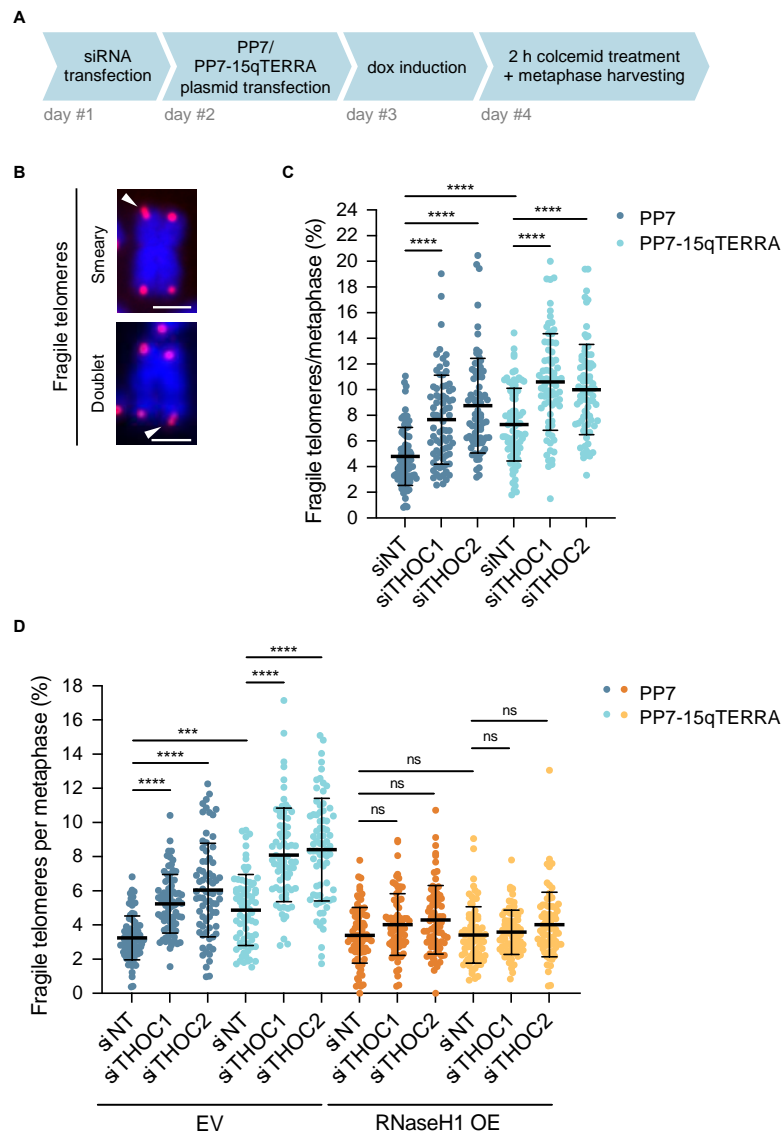 A
siRNA
transfection
PP7/
PP7-15qTERRA
plasmid transfection
dox induction
2 h colcemid treatment
+ metaphase harvesting
day #1
day #2
day #3
day #4
B
Fragile telomeres
Smeary
Doublet
C
Fragile telomeres/metaphase (%)
24
22
20
18
16
14
12
10
8
6
4
2
0
****
****
****
****
****
PP7
PP7-15qTERRA
siNT
siTHOC1
siTHOC2
siNT
siTHOC1
siTHOC2
D
Fragile telomeres per metaphase (%)
18
16
14
12
10
8
6
4
2
0
****
****
***
****
****
ns
ns
ns
ns
ns
PP7
PP7-15qTERRA
siNT
siTHOC1
siTHOC2
siNT
siTHOC1
siTHOC2
siNT
siTHOC1
siTHOC2
siNT
siTHOC1
siTHOC2
EV
RNaseH1 OE